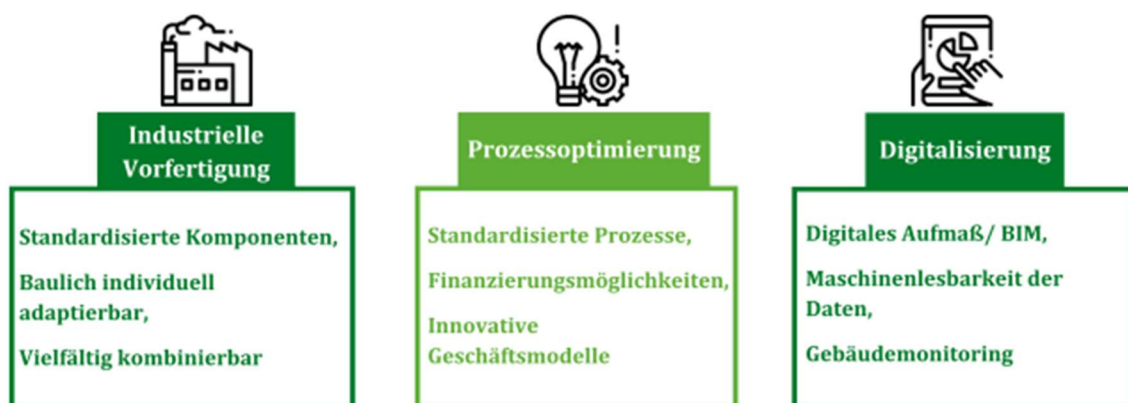 Industrielle
Vorfertigung
Standardisierte Komponenten,
Baulich individuell
adaptierbar,
Vielfältig kombinierbar
Prozessoptimierung
Standardisierte Prozesse,
Finanzierungsmöglichkeiten,
Innovative
Geschäftsmodelle
Digitalisierung
Digitales Aufmaß/ BIM,
Maschinenlesbarkeit der
Daten,
Gebäudemonitoring